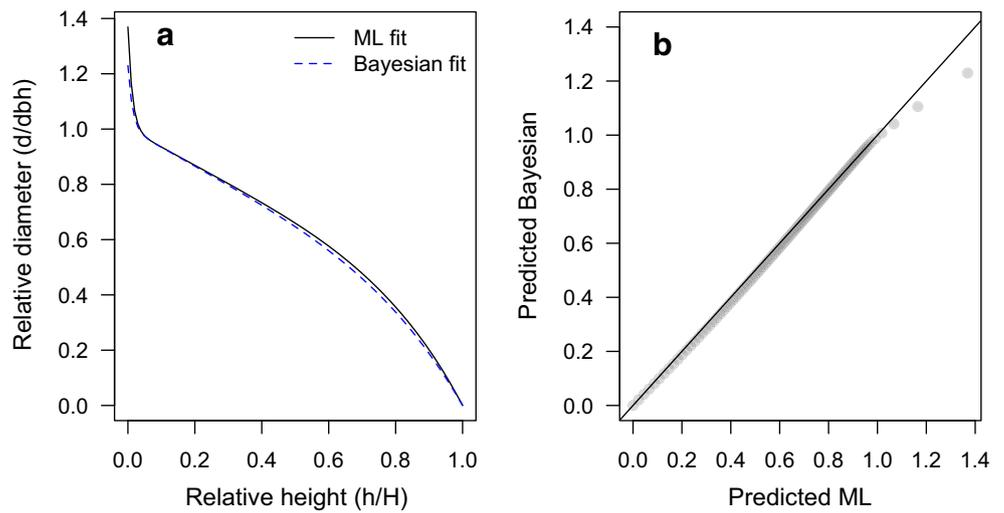 a
ML fit
Bayesian fit
1.4
1.2
1.0
0.8
0.6
0.4
0.2
0.0
Relative diameter (d/dbh)
0.0 0.2 0.4 0.6 0.8 1.0
Relative height (h/H)
b
1.4
1.2
1.0
0.8
0.6
0.4
0.2
0.0
Predicted Bayesian
0.0 0.2 0.4 0.6 0.8 1.0 1.2 1.4
Predicted ML